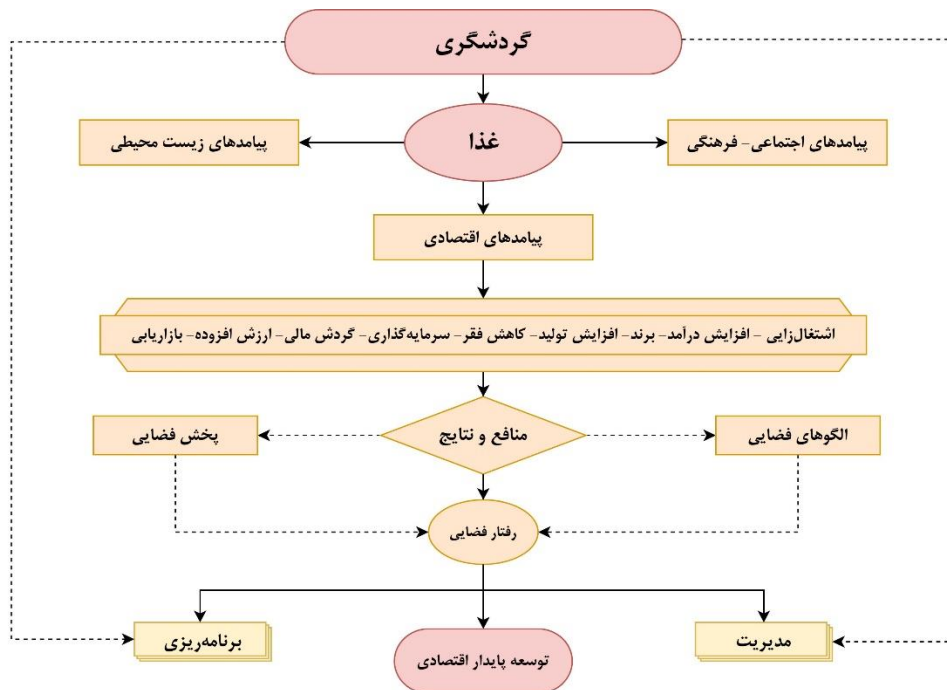 گردشگری
غذا
پیامدهای اجتماعی- فرهنگی
پیامدهای زیست محیطی
پیامدهای اقتصادی
اشتغال‌زایی - افزایش درآمد- برند- افزایش تولید- کاهش فقر- سرمایه‌گذاری- گردش مالی- ارزش افزوده- بازاریابی
الگوهای فضایی
منافع و نتایج
پخش فضایی
رفتار فضایی
مدیریت
برنامه‌ریزی
توسعه پایدار اقتصادی